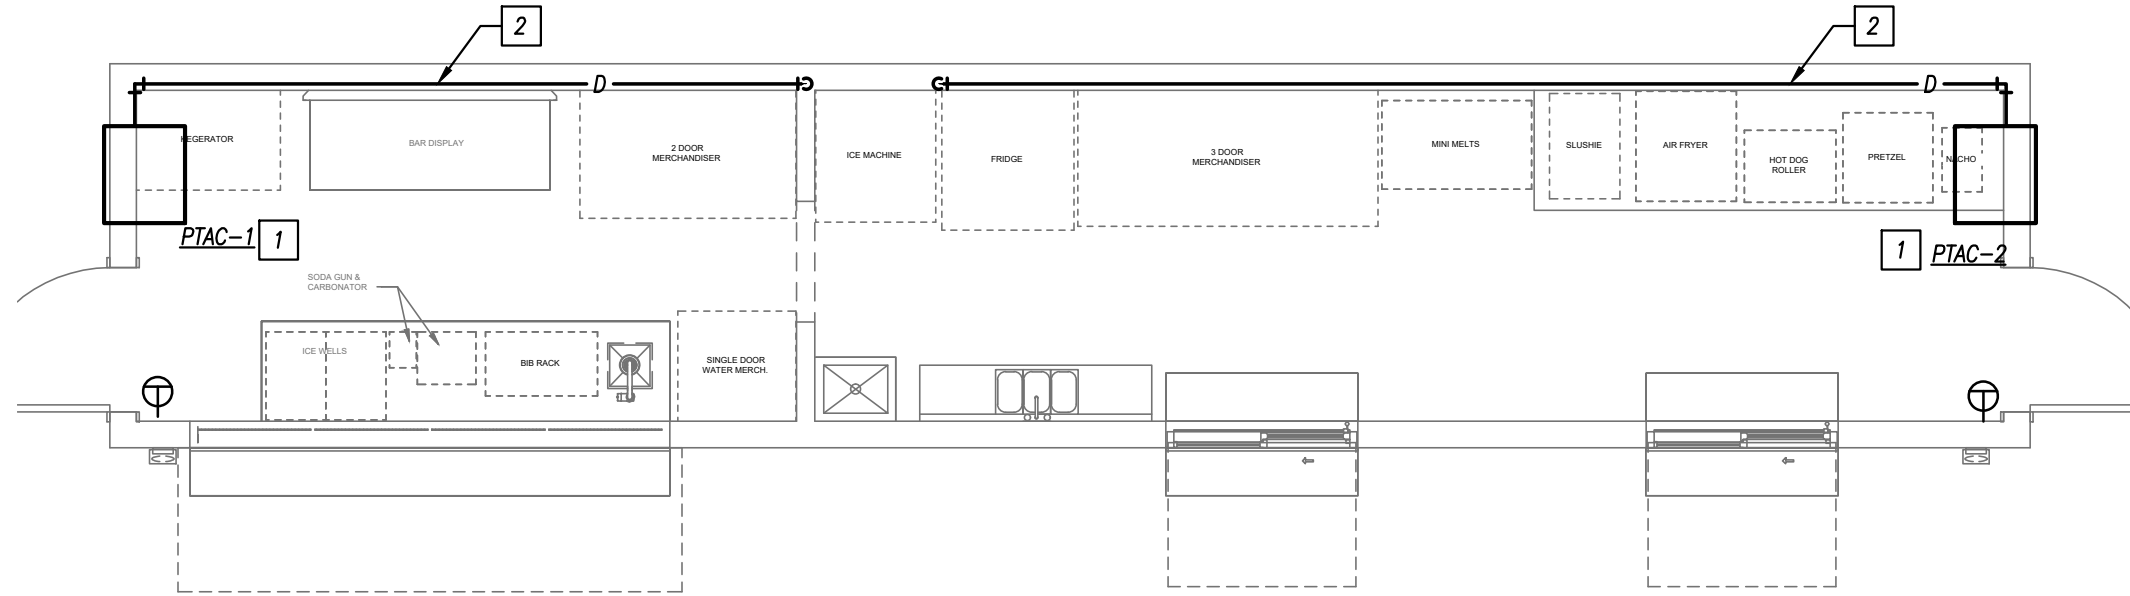 2
2
D
D
KEGERATOR
BAR DISPLAY
2 DOOR
MERCHANDISER
ICE MACHINE
FRIDGE
3 DOOR
MERCHANDISER
MINI MELTS
SLUSHIE
AIR FRYER
HOT DOG
ROLLER
PRETZEL
NACHO
PTAC-1 1
1 PTAC-2
SODA GUN &
CARBONATOR
ICE WELLS
BIB RACK
SINGLE DOOR
WATER MERCH.
T
T